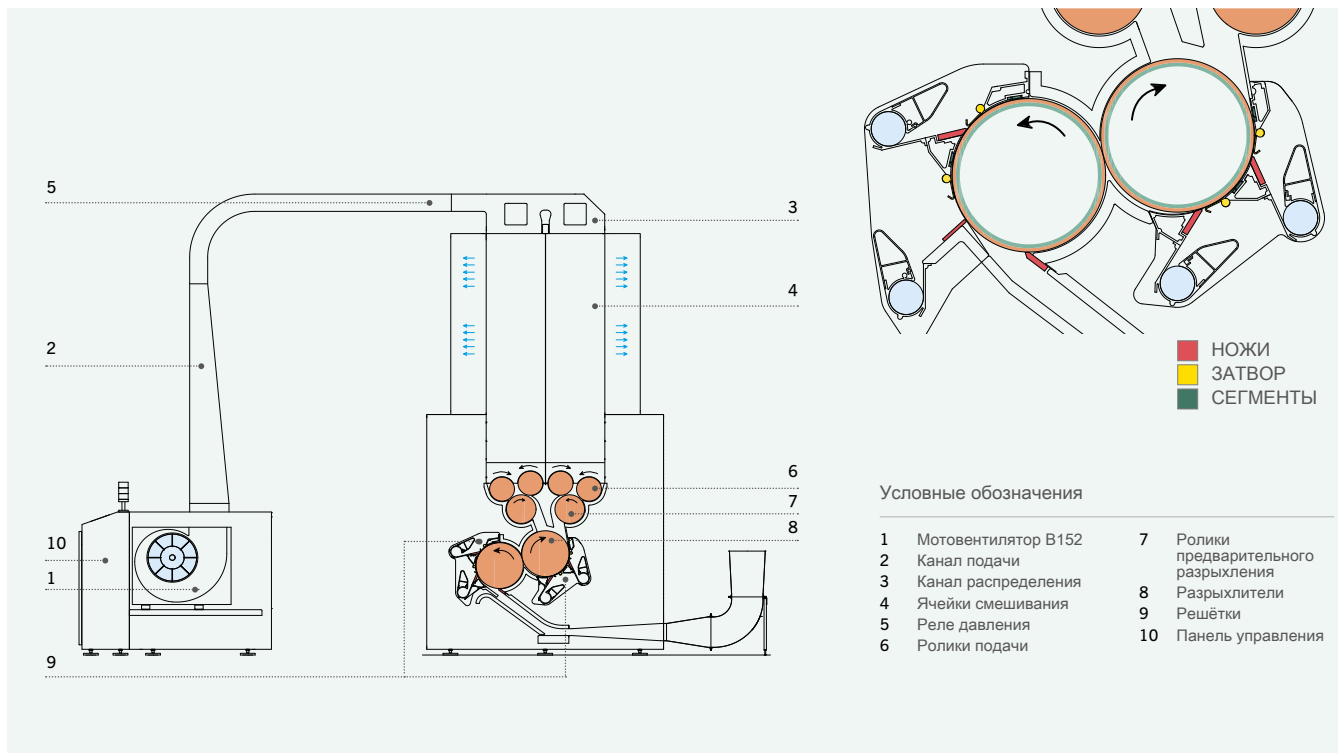 5
3
4
2
НОЖИ
ЗАТВОР
СЕГМЕНТЫ
6
7
8
10
1
9
Условные обозначения
1 Мотовентилятор B152
2 Канал подачи
3 Канал распределения
4 Ячейки смешивания
5 Реле давления
6 Ролики подачи
7 Ролики
предварительного
разрыхления
8 Разрыхлители
9 Решётки
10 Панель управления